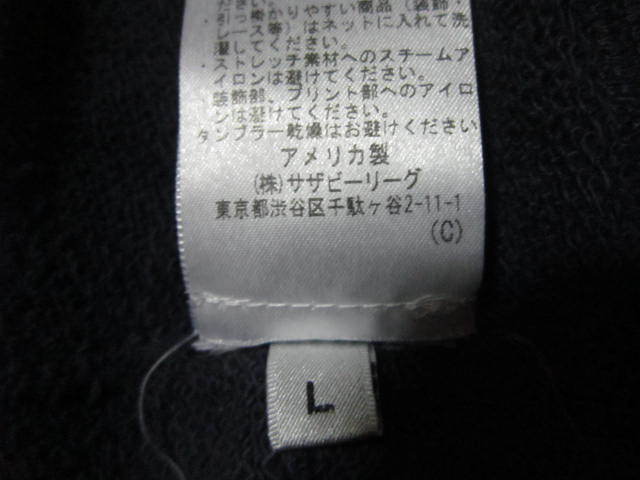 引っかかりやすい商品(装飾・
レース等)はネットに入れて洗
濯してください。
・ストレッチ素材へのスチームア
イロンは避けてください。
・装飾部、プリント部へのアイロ
ンは避けてください。
タンブラー乾燥はお避けください
アメリカ製
(株)サザビーリーグ
東京都渋谷区千駄ヶ谷2-11-1
(C)
L